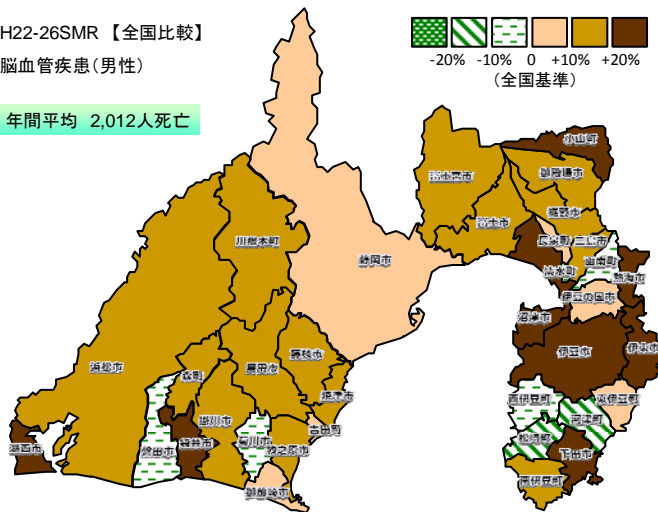 H22-26SMR 【全国比較】
脳血管疾患(男性)
年間平均 2,012人死亡
-20% -10% 0 +10% +20%
(全国基準)
小山町
御殿場市
富士宮市
裾野市
富士市
長泉町
三島市
函南町
清水町
熱海市
川根本町
静岡市
伊豆の国市
沼津市
伊豆市
伊東市
浜松市
森町
島田市
藤枝市
焼津市
掛川市
吉田町
西伊豆町
東伊豆町
河津町
松崎町
下田市
南伊豆町
湖西市
磐田市
袋井市
菊川市
牧之原市
御前崎市